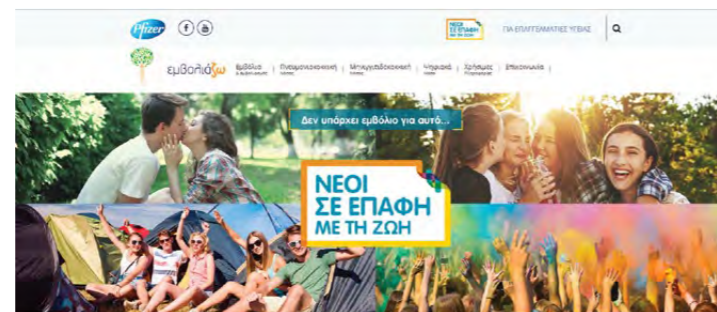 Pfizer
ΝΕΟΙ
ΣΕ ΕΠΑΦΗ
ΜΕ ΤΗ ΖΩΗ
ΓΙΑ ΕΠΑΓΓΕΛΜΑΤΙΕΣ ΥΓΕΙΑΣ
εμβολιάζω
Εμβόλια | Πνευμονιοκοκκική | Μηνιγγιτιδοκοκκική | Ψηφιακά | Χρήσιμες | Επικοινωνία |
Δεν υπάρχει εμβόλιο για αυτό...
ΝΕΟΙ
ΣΕ ΕΠΑΦΗ
ΜΕ ΤΗ ΖΩΗ